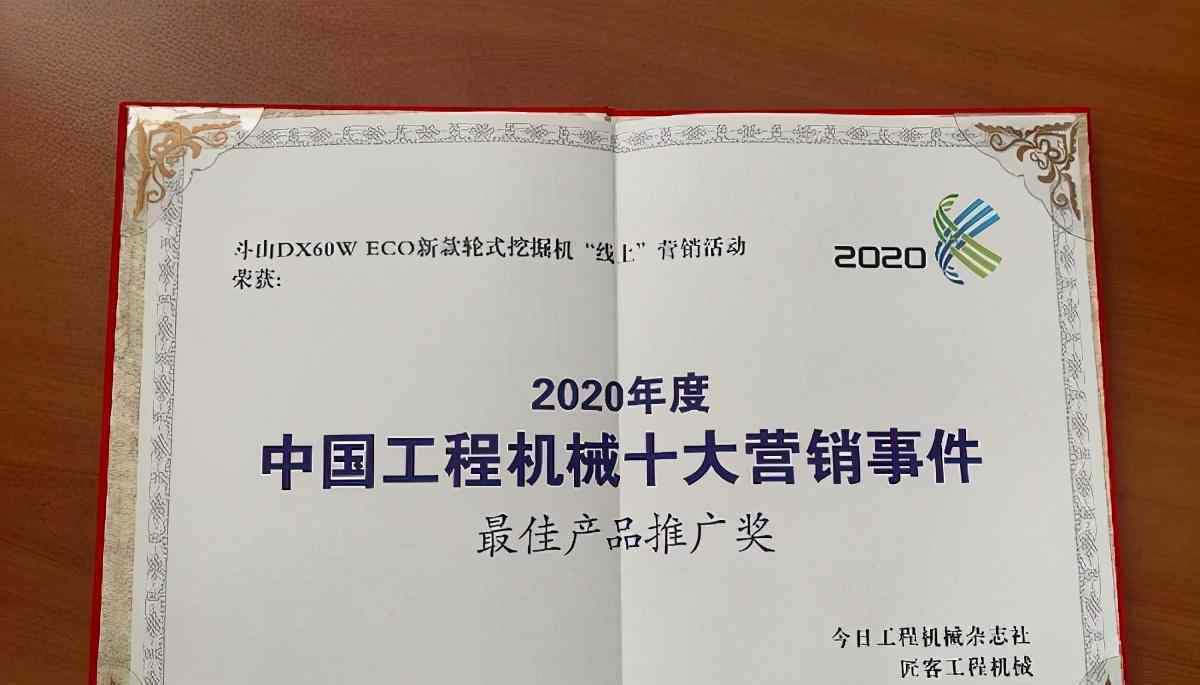 斗山DX60W ECO新款轮式挖掘机“线上”营销活动
荣获:
2020
2020年度
中国工程机械十大营销事件
最佳产品推广奖
今日工程机械杂志社
匠客工程机械